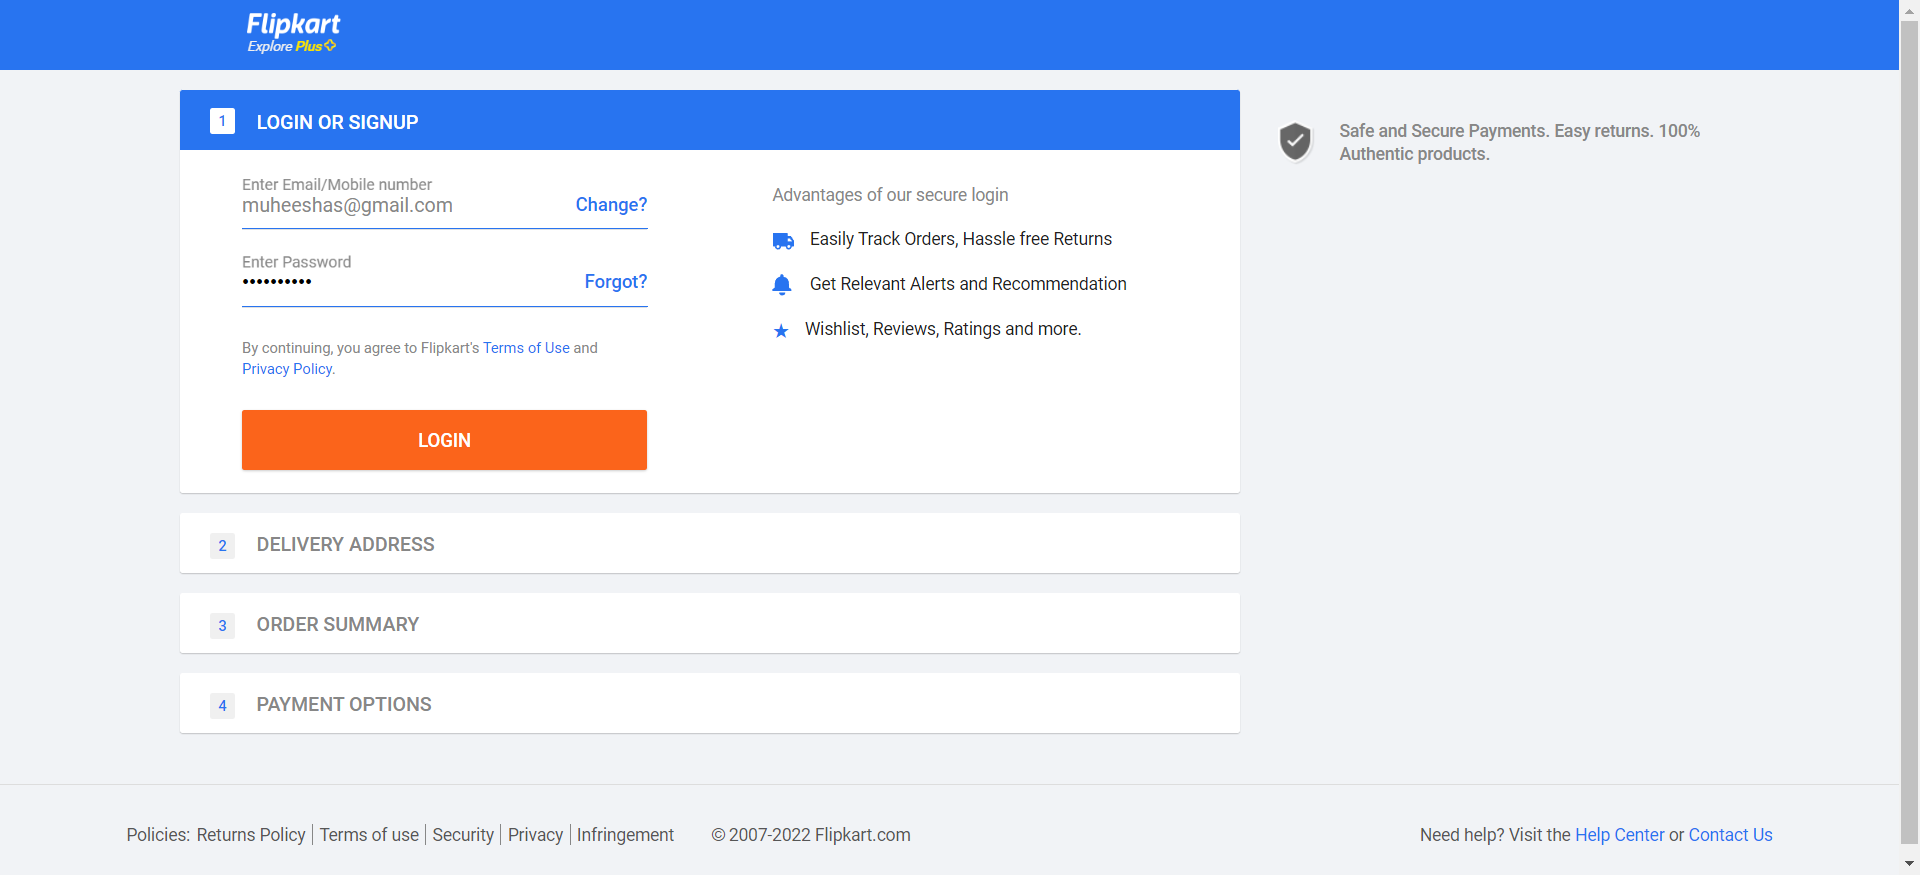 Flipkart
Explore Plus
1 LOGIN OR SIGNUP
Enter Email/Mobile number
muheeshas@gmail.com
Change?
Enter Password
••••••••••
Forgot?
By continuing, you agree to Flipkart's Terms of Use and
Privacy Policy.
LOGIN
Advantages of our secure login
Easily Track Orders, Hassle free Returns
Get Relevant Alerts and Recommendation
Wishlist, Reviews, Ratings and more.
Safe and Secure Payments. Easy returns. 100%
Authentic products.
2 DELIVERY ADDRESS
3 ORDER SUMMARY
4 PAYMENT OPTIONS
Policies: Returns Policy | Terms of use | Security | Privacy | Infringement © 2007-2022 Flipkart.com
Need help? Visit the Help Center or Contact Us